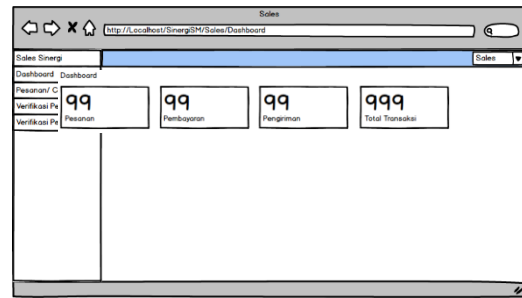 Sales
http://Localhost/SinergiSM/Sales/Dashboard
Sales Sinergi
Sales
Dashboard
Dashboard
Pesanan/ C
Verifikasi Pe
Verifikasi Pe
99
Pesanan
99
Pembayaran
99
Pengiriman
999
Total Transaksi